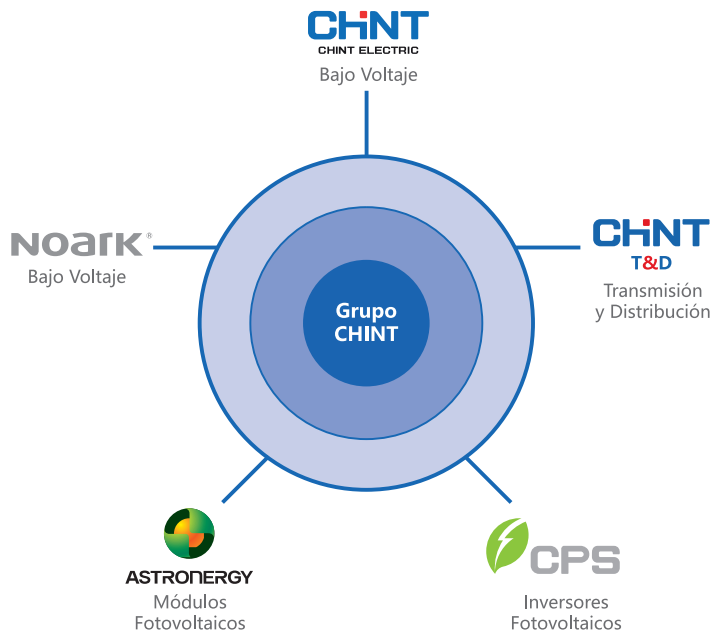 CHINT
CHINT ELECTRIC
Bajo Voltaje
NOARK®
Bajo Voltaje
CHINT
T&D
Transmisión
y Distribución
Grupo
CHINT
ASTRONERGY
Módulos
Fotovoltaicos
CPS
Inversores
Fotovoltaicos